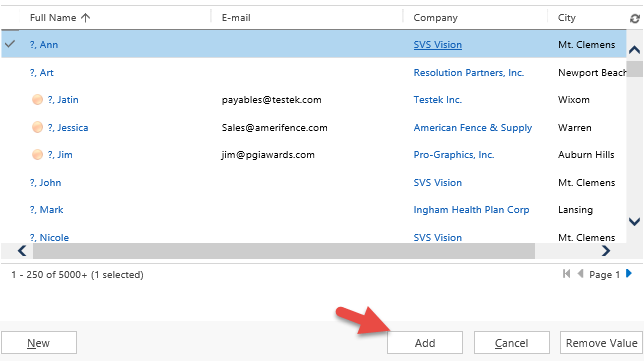 Full Name E-mail Company City
?, Ann SVS Vision Mt. Clemens
?, Art Resolution Partners, Inc. Newport Beach
?, Jatin payables@testek.com Testek Inc. Wixom
?, Jessica Sales@amerifence.com American Fence & Supply Warren
?, Jim jim@pgiawards.com Pro-Graphics, Inc. Auburn Hills
?, John SVS Vision Mt. Clemens
?, Mark Ingham Health Plan Corp Lansing
?, Nicole SVS Vision Mt. Clemens
1 - 250 of 5000+ (1 selected) Page 1
New Add Cancel Remove Value